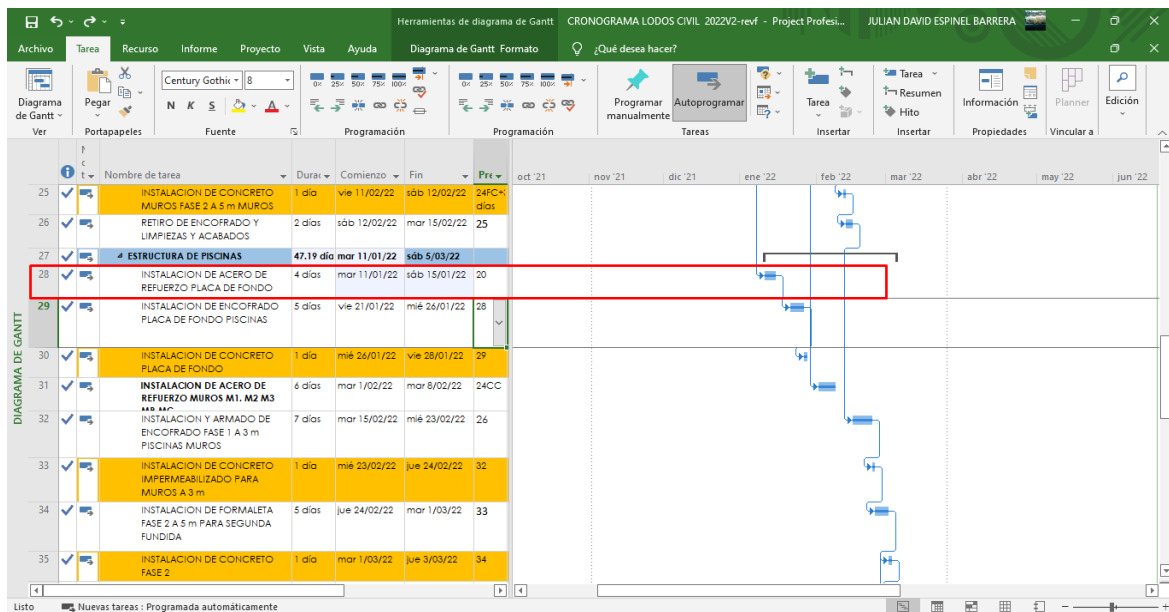 Herramientas de diagrama de Gantt
CRONOGRAMA LODOS CIVIL 2022V2-revf - Project Profesi...
JULIAN DAVID ESPINEL BARRERA
Archivo Tarea Recurso Informe Proyecto Vista Ayuda Diagrama de Gantt Formato ¿Qué desea hacer?
Diagrama de Gantt
Ver
Pegar
Portapapeles
Century Gothic 8
N K S A
Fuente
0× 25× 50× 75× 100×
Programación
0× 25× 50× 75× 100×
Programación
Programar manualmente
Autoprogramar
Tareas
Tarea
Insertar
Tarea
Resumen
Hito
Insertar
Información
Propiedades
Planner
Vincular a
Edición
Nombre de tarea Durac Comienzo Fin Pre
oct '21 nov '21 dic '21 ene '22 feb '22 mar '22 abr '22 may '22 jun '22
DIAGRAMA DE GANTT
25 INSTALACION DE CONCRETO 1 día vie 11/02/22 sáb 12/02/22 24FC+
MUROS FASE 2 A 5 m MUROS días
26 RETIRO DE ENCOFRADO Y 2 días sáb 12/02/22 mar 15/02/22 25
LIMPIEZAS Y ACABADOS
27 ESTRUCTURA DE PISCINAS 47.19 día mar 11/01/22 sáb 5/03/22
28 INSTALACION DE ACERO DE 4 días mar 11/01/22 sáb 15/01/22 20
REFUERZO PLACA DE FONDO
29 INSTALACION DE ENCOFRADO 5 días vie 21/01/22 mié 26/01/22 28
PLACA DE FONDO PISCINAS
30 INSTALACION DE CONCRETO 1 día mié 26/01/22 vie 28/01/22 29
PLACA DE FONDO
31 INSTALACION DE ACERO DE 6 días mar 1/02/22 mar 8/02/22 24CC
REFUERZO MUROS M1. M2 M3
32 INSTALACION Y ARMADO DE 7 días mar 15/02/22 mié 23/02/22 26
ENCOFRADO FASE 1 A 3 m
PISCINAS MUROS
33 INSTALACION DE CONCRETO 1 día mié 23/02/22 jue 24/02/22 32
IMPERMEABILIZADO PARA
MUROS A 3 m
34 INSTALACION DE FORMALETA 5 días jue 24/02/22 mar 1/03/22 33
FASE 2 A 5 m PARA SEGUNDA
FUNDIDA
35 INSTALACION DE CONCRETO 1 día mar 1/03/22 jue 3/03/22 34
FASE 2
Listo Nuevas tareas : Programada automáticamente